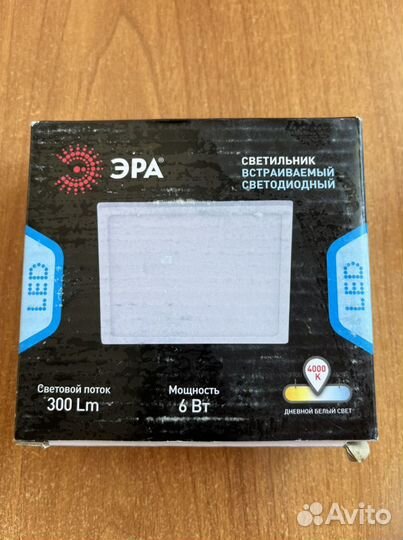 ЭРА®
СВЕТИЛЬНИК
ВСТРАИВАЕМЫЙ
СВЕТОДИОДНЫЙ
LED
LED
Световой поток
300 Lm
Мощность
6 Вт
4000
K
ДНЕВНОЙ БЕЛЫЙ СВЕТ
Avito